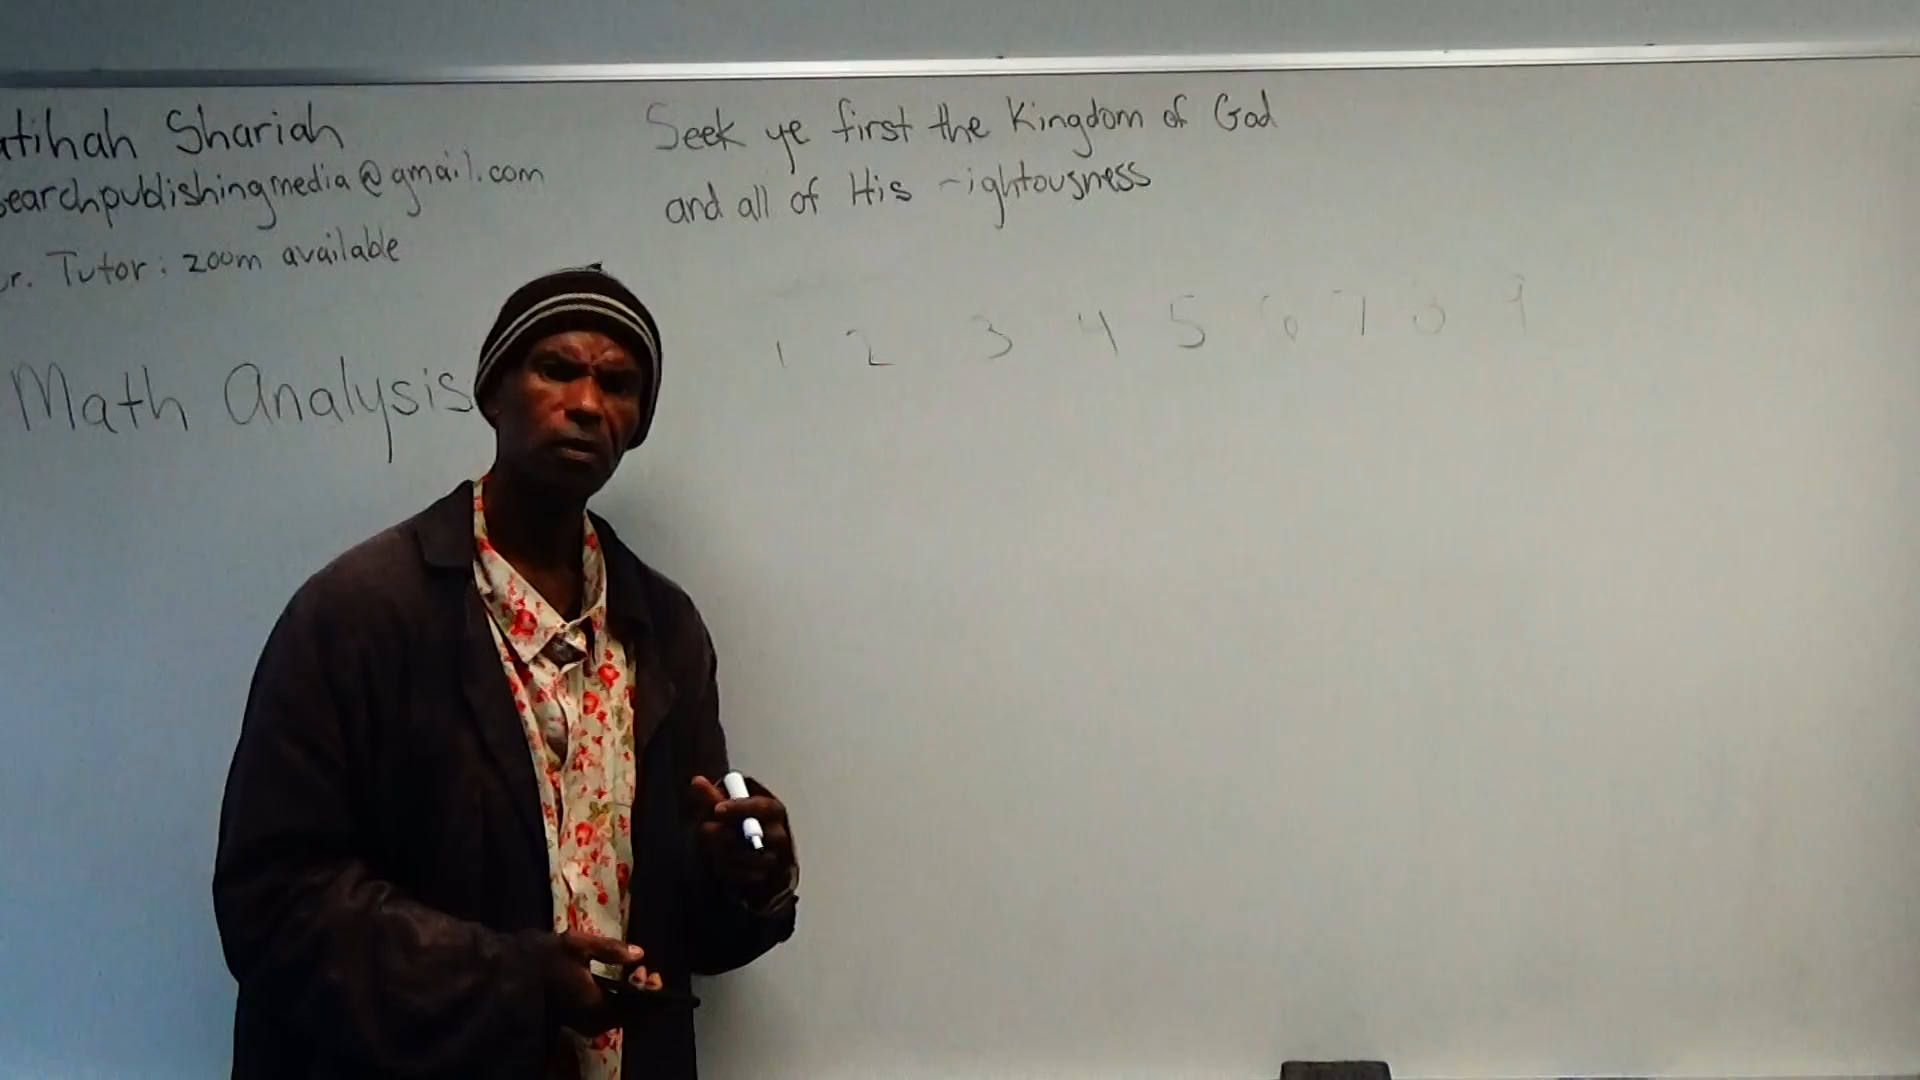 atihah Shariah
searchpublishingmedia@gmail.com
r. Tutor: zoom available
Math Analysis
Seek ye first the Kingdom of God
and all of His rightousness
1 2 3 4 5 6 7 8 9